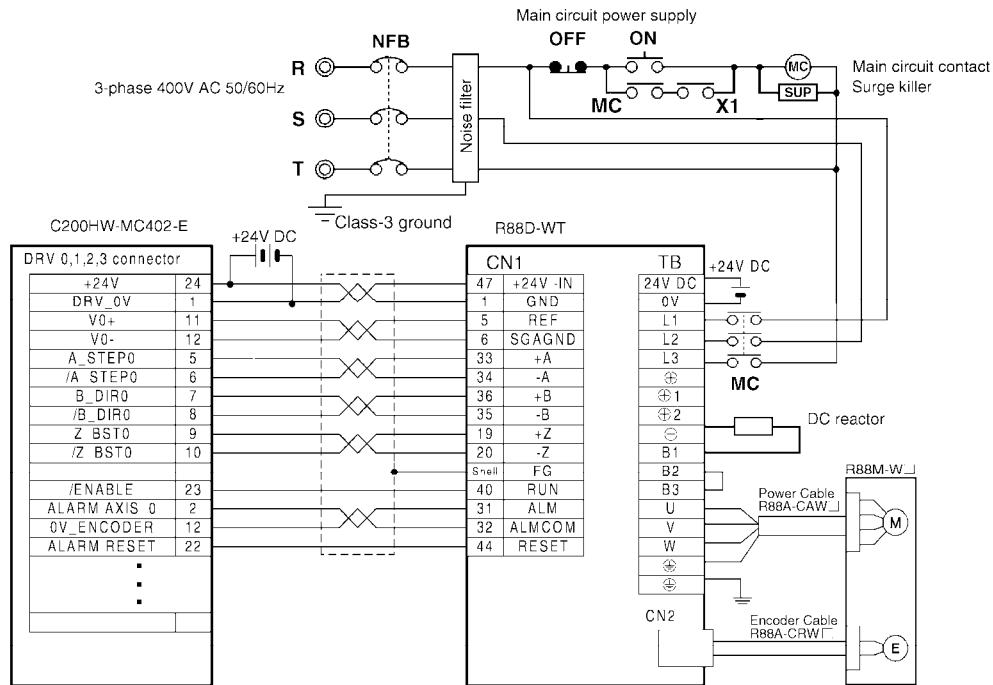 Main circuit power supply
NFB OFF ON
R MC Main circuit contact
3-phase 400V AC 50/60Hz SUP Surge killer
MC X1
S
Noise filter
T
Class-3 ground
C200HW-MC402-E R88D-WT
+24V DC
DRV 0,1,2,3 connector CN1 TB +24V DC
+24V 24 47 +24V -IN 24V DC
DRV_0V 1 1 GND 0V
V0+ 11 5 REF L1
V0- 12 6 SGAGND L2
A_STEP0 5 33 +A L3
/A STEP0 6 34 -A ⊕ MC
B_DIR0 7 36 +B ⊕1
/B_DIR0 8 35 -B ⊕2 DC reactor
Z BST0 9 19 +Z ⊖
/Z BST0 10 20 -Z B1
Shell FG B2 R88M-W□
/ENABLE 23 40 RUN B3 Power Cable
ALARM AXIS 0 2 31 ALM U R88A-CAW□
0V_ENCODER 12 32 ALMCOM V M
ALARM RESET 22 44 RESET W
CN2
Encoder Cable
R88A-CRW□
E